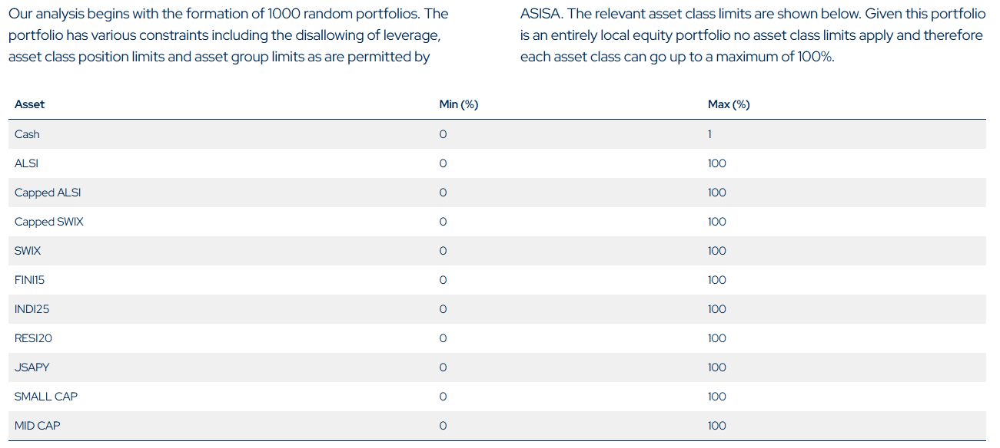 Our analysis begins with the formation of 1000 random portfolios. The
portfolio has various constraints including the disallowing of leverage,
asset class position limits and asset group limits as are permitted by
ASISA. The relevant asset class limits are shown below. Given this portfolio
is an entirely local equity portfolio no asset class limits apply and therefore
each asset class can go up to a maximum of 100%.
Asset Min (%) Max (%)
Cash 0 1
ALSI 0 100
Capped ALSI 0 100
Capped SWIX 0 100
SWIX 0 100
FINI15 0 100
INDI25 0 100
RESI20 0 100
JSAPY 0 100
SMALL CAP 0 100
MID CAP 0 100